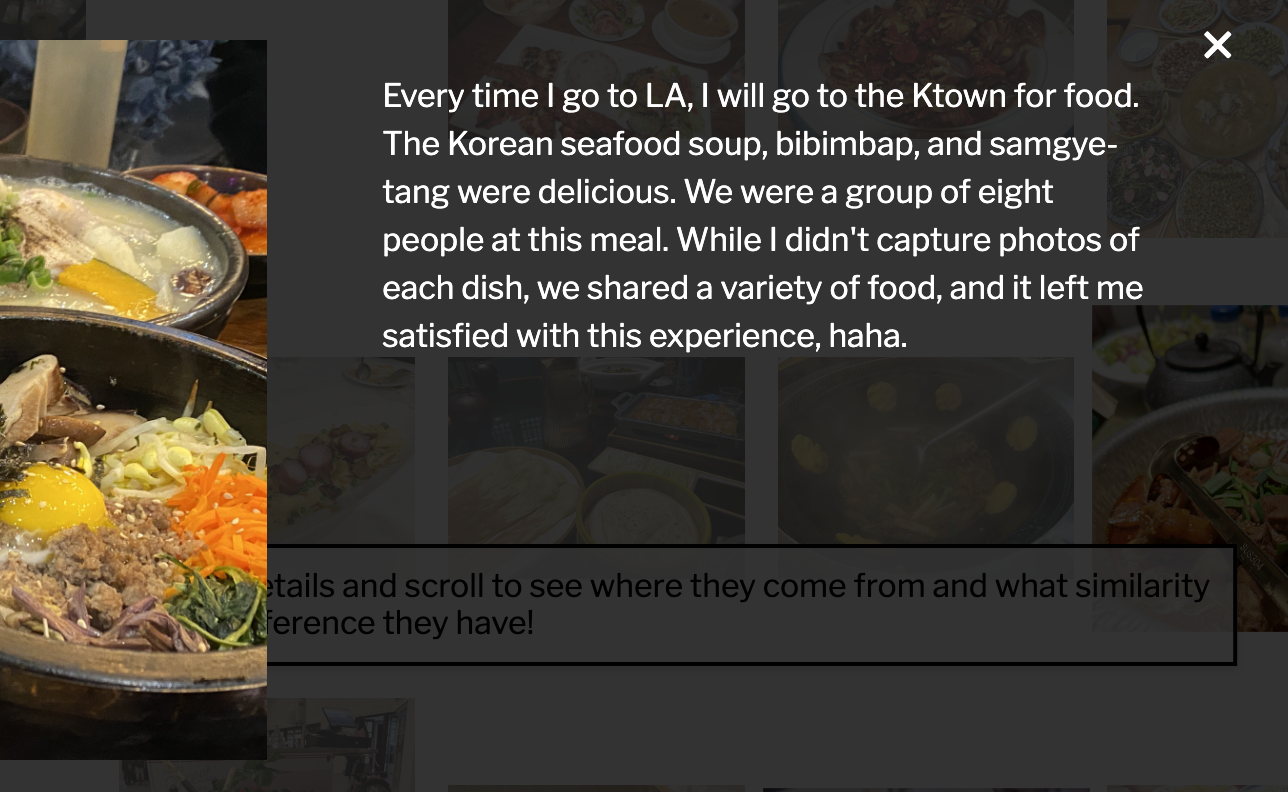 Every time I go to LA, I will go to the Ktown for food.
The Korean seafood soup, bibimbap, and samgye-
tang were delicious. We were a group of eight
people at this meal. While I didn't capture photos of
each dish, we shared a variety of food, and it left me
satisfied with this experience, haha.
etails and scroll to see where they come from and what similarity
ference they have!